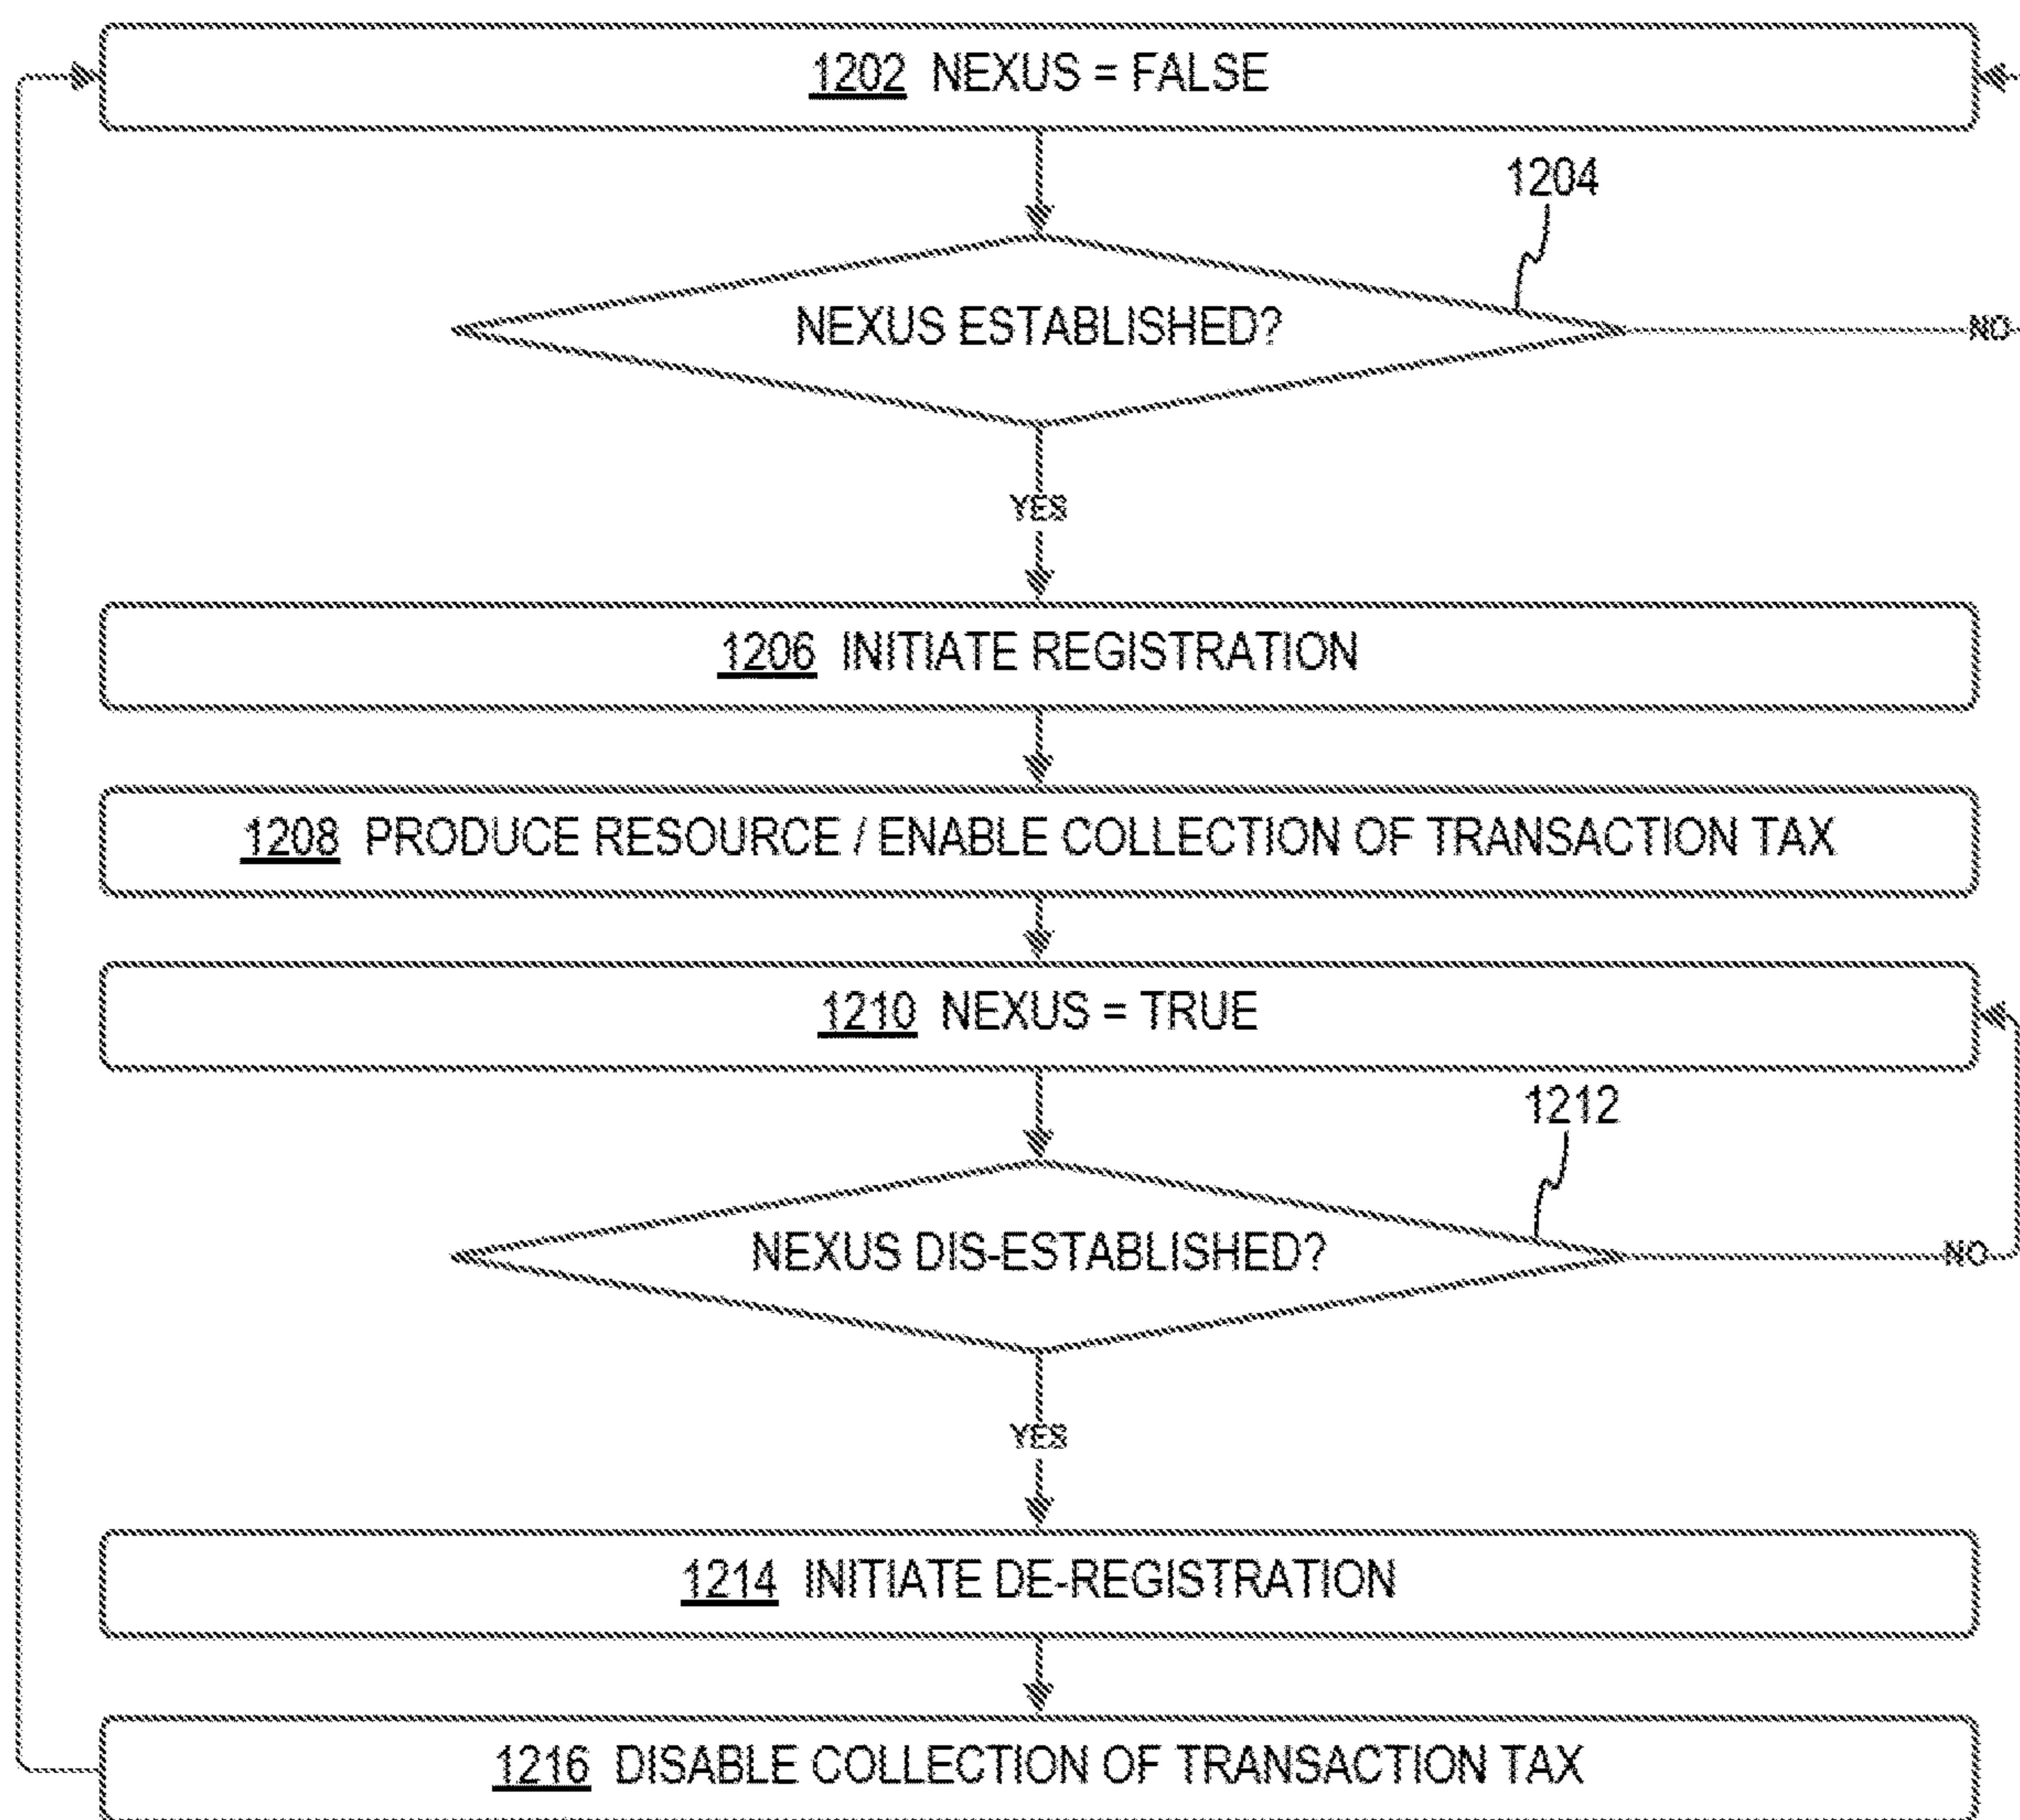 1202 NEXUS = FALSE
1204
NEXUS ESTABLISHED?
NO
YES
1206 INITIATE REGISTRATION
1208 PRODUCE RESOURCE / ENABLE COLLECTION OF TRANSACTION TAX
1210 NEXUS = TRUE
1212
NEXUS DIS-ESTABLISHED?
NO
YES
1214 INITIATE DE-REGISTRATION
1216 DISABLE COLLECTION OF TRANSACTION TAX